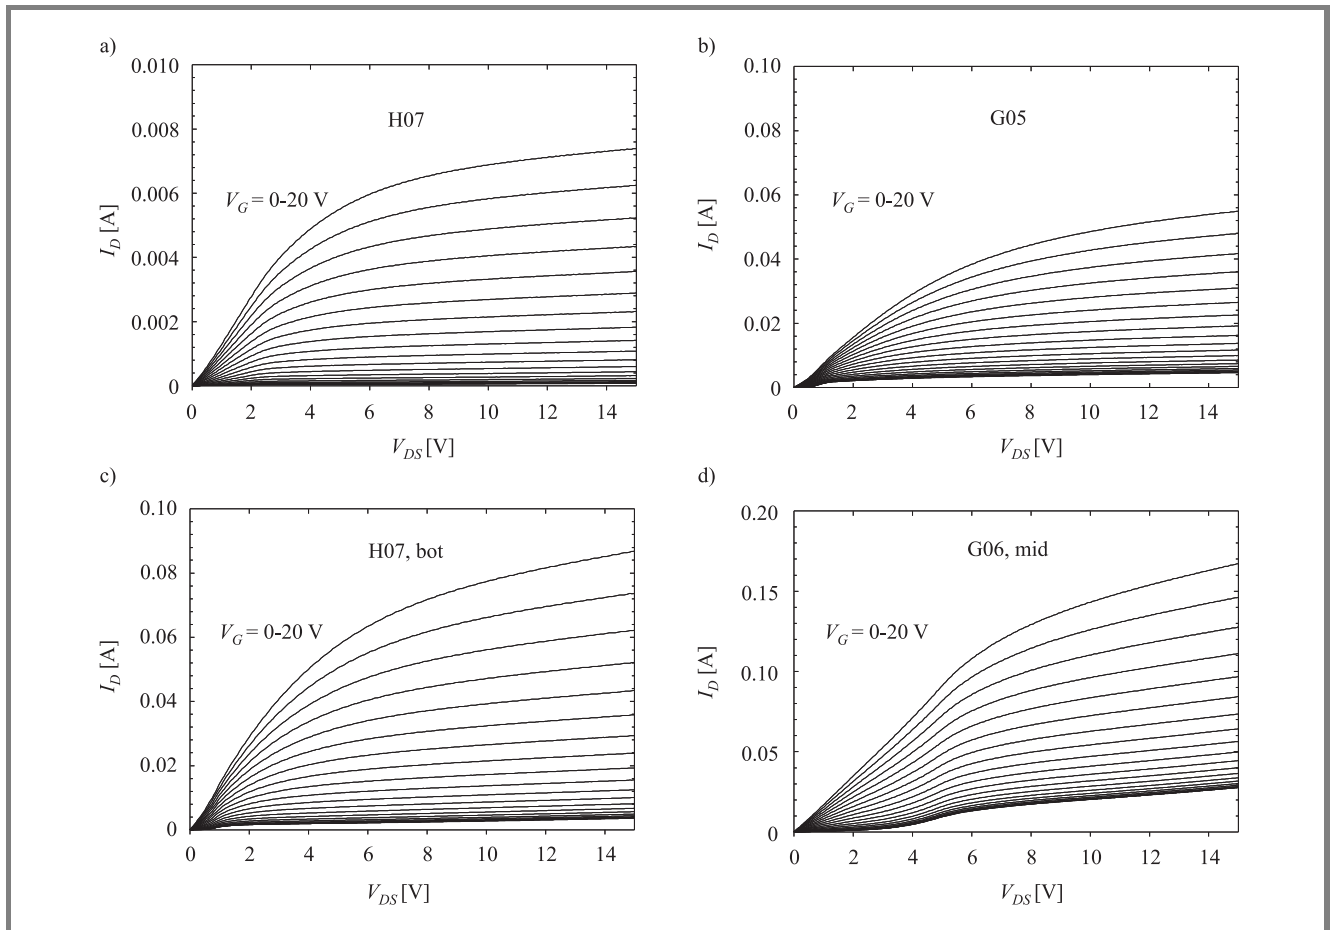 a)
0.010
0.008
0.006
0.004
0.002
0
I_D [A]
H07
V_G = 0-20 V
0 2 4 6 8 10 12 14
V_DS [V]
b)
0.10
0.08
0.06
0.04
0.02
0
I_D [A]
G05
V_G = 0-20 V
0 2 4 6 8 10 12 14
V_DS [V]
c)
0.10
0.08
0.06
0.04
0.02
0
I_D [A]
H07, bot
V_G = 0-20 V
0 2 4 6 8 10 12 14
V_DS [V]
d)
0.20
0.15
0.10
0.05
0
I_D [A]
G06, mid
V_G = 0-20 V
0 2 4 6 8 10 12 14
V_DS [V]